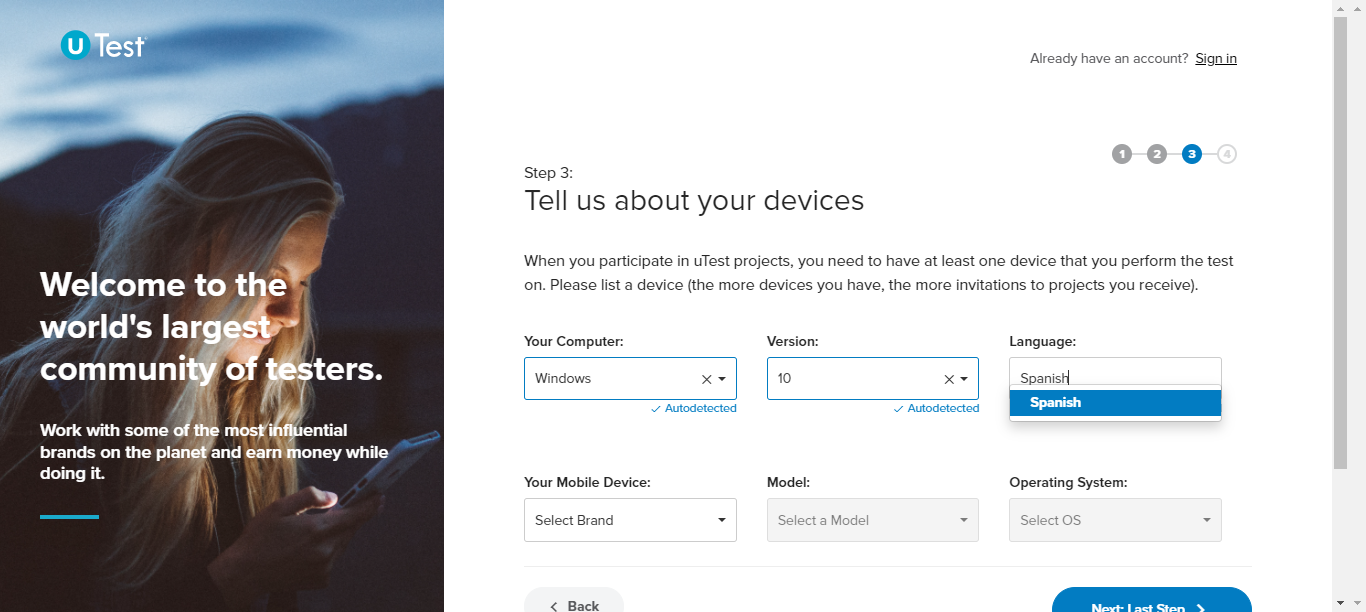 uTest
Already have an account? Sign in
1 2 3 4
Step 3:
Tell us about your devices
Welcome to the
world's largest
community of testers.
Work with some of the most influential
brands on the planet and earn money while
doing it.
When you participate in uTest projects, you need to have at least one device that you perform the test
on. Please list a device (the more devices you have, the more invitations to projects you receive).
Your Computer: Version: Language:
Windows 10 Spanish
Autodetected Autodetected Spanish
Your Mobile Device: Model: Operating System:
Select Brand Select a Model Select OS
Back Next: Last Step